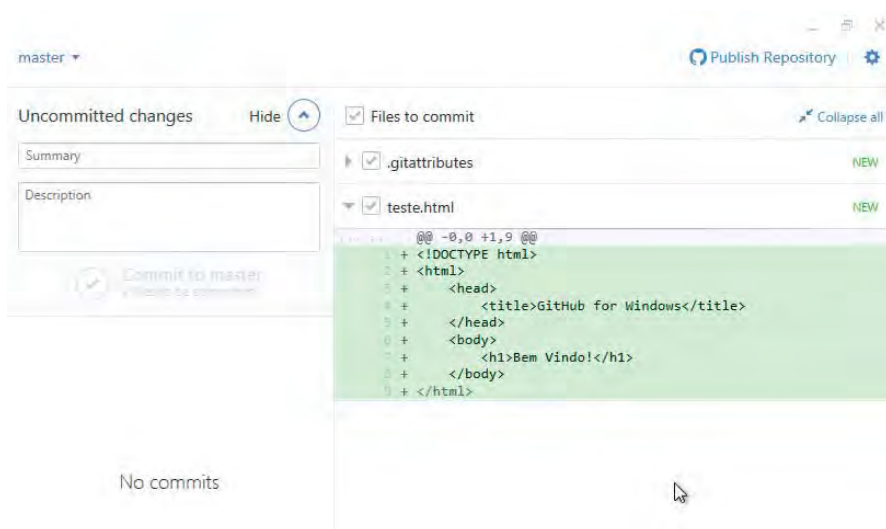 master
Publish Repository
Uncommitted changes
Hide
Files to commit
Collapse all
Summary
.gitattributes
NEW
Description
teste.html
NEW
@@ -0,0 +1,9 @@
1 + <!DOCTYPE html>
2 + <html>
3 + <head>
4 + <title>GitHub for Windows</title>
5 + </head>
6 + <body>
7 + <h1>Bem Vindo!</h1>
8 + </body>
9 + </html>
Commit to master
No commits